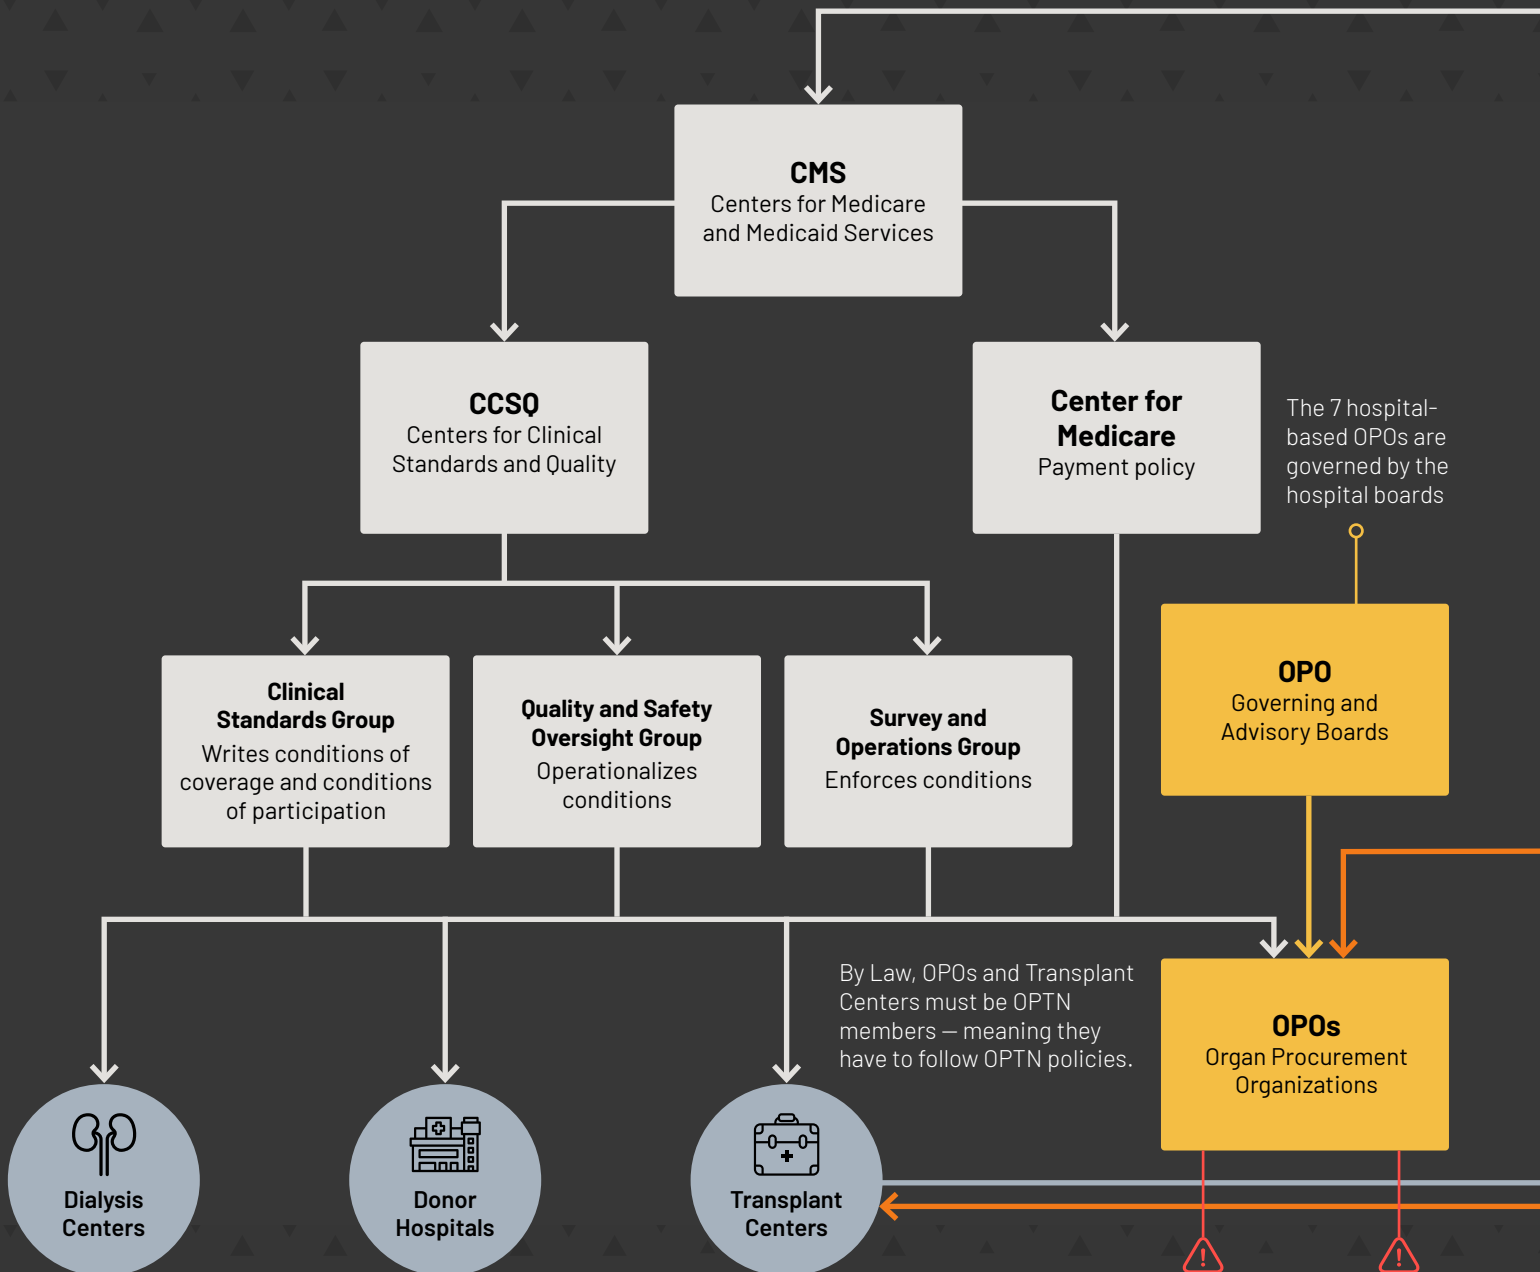 CMS
Centers for Medicare
and Medicaid Services
CCSQ
Centers for Clinical
Standards and Quality
Center for
Medicare
Payment policy
The 7 hospital-
based OPOs are
governed by the
hospital boards
Clinical
Standards Group
Writes conditions of
coverage and conditions
of participation
Quality and Safety
Oversight Group
Operationalizes
conditions
Survey and
Operations Group
Enforces conditions
OPO
Governing and
Advisory Boards
By Law, OPOs and Transplant
Centers must be OPTN
members — meaning they
have to follow OPTN policies.
OPOs
Organ Procurement
Organizations
Dialysis
Centers
Donor
Hospitals
Transplant
Centers